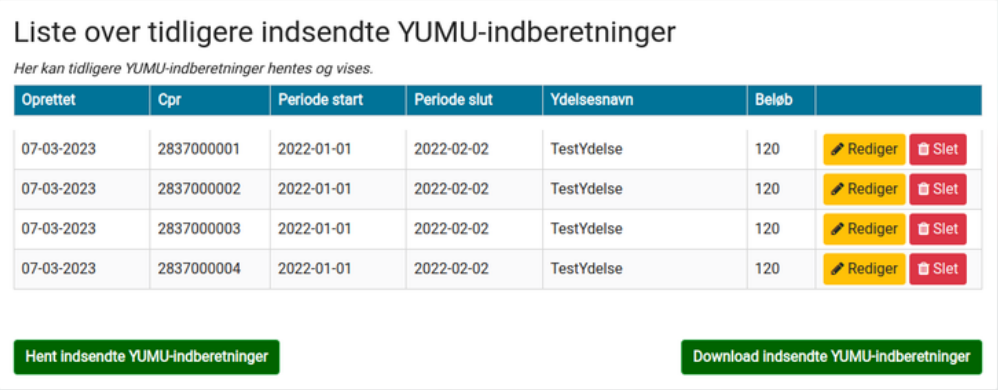 Liste over tidligere indsendte YUMU-indberetninger
Her kan tidligere YUMU-indberetninger hentes og vises.
Oprettet Cpr Periode start Periode slut Ydelsesnavn Beløb
07-03-2023 2837000001 2022-01-01 2022-02-02 TestYdelse 120 Rediger Slet
07-03-2023 2837000002 2022-01-01 2022-02-02 TestYdelse 120 Rediger Slet
07-03-2023 2837000003 2022-01-01 2022-02-02 TestYdelse 120 Rediger Slet
07-03-2023 2837000004 2022-01-01 2022-02-02 TestYdelse 120 Rediger Slet
Hent indsendte YUMU-indberetninger Download indsendte YUMU-indberetninger